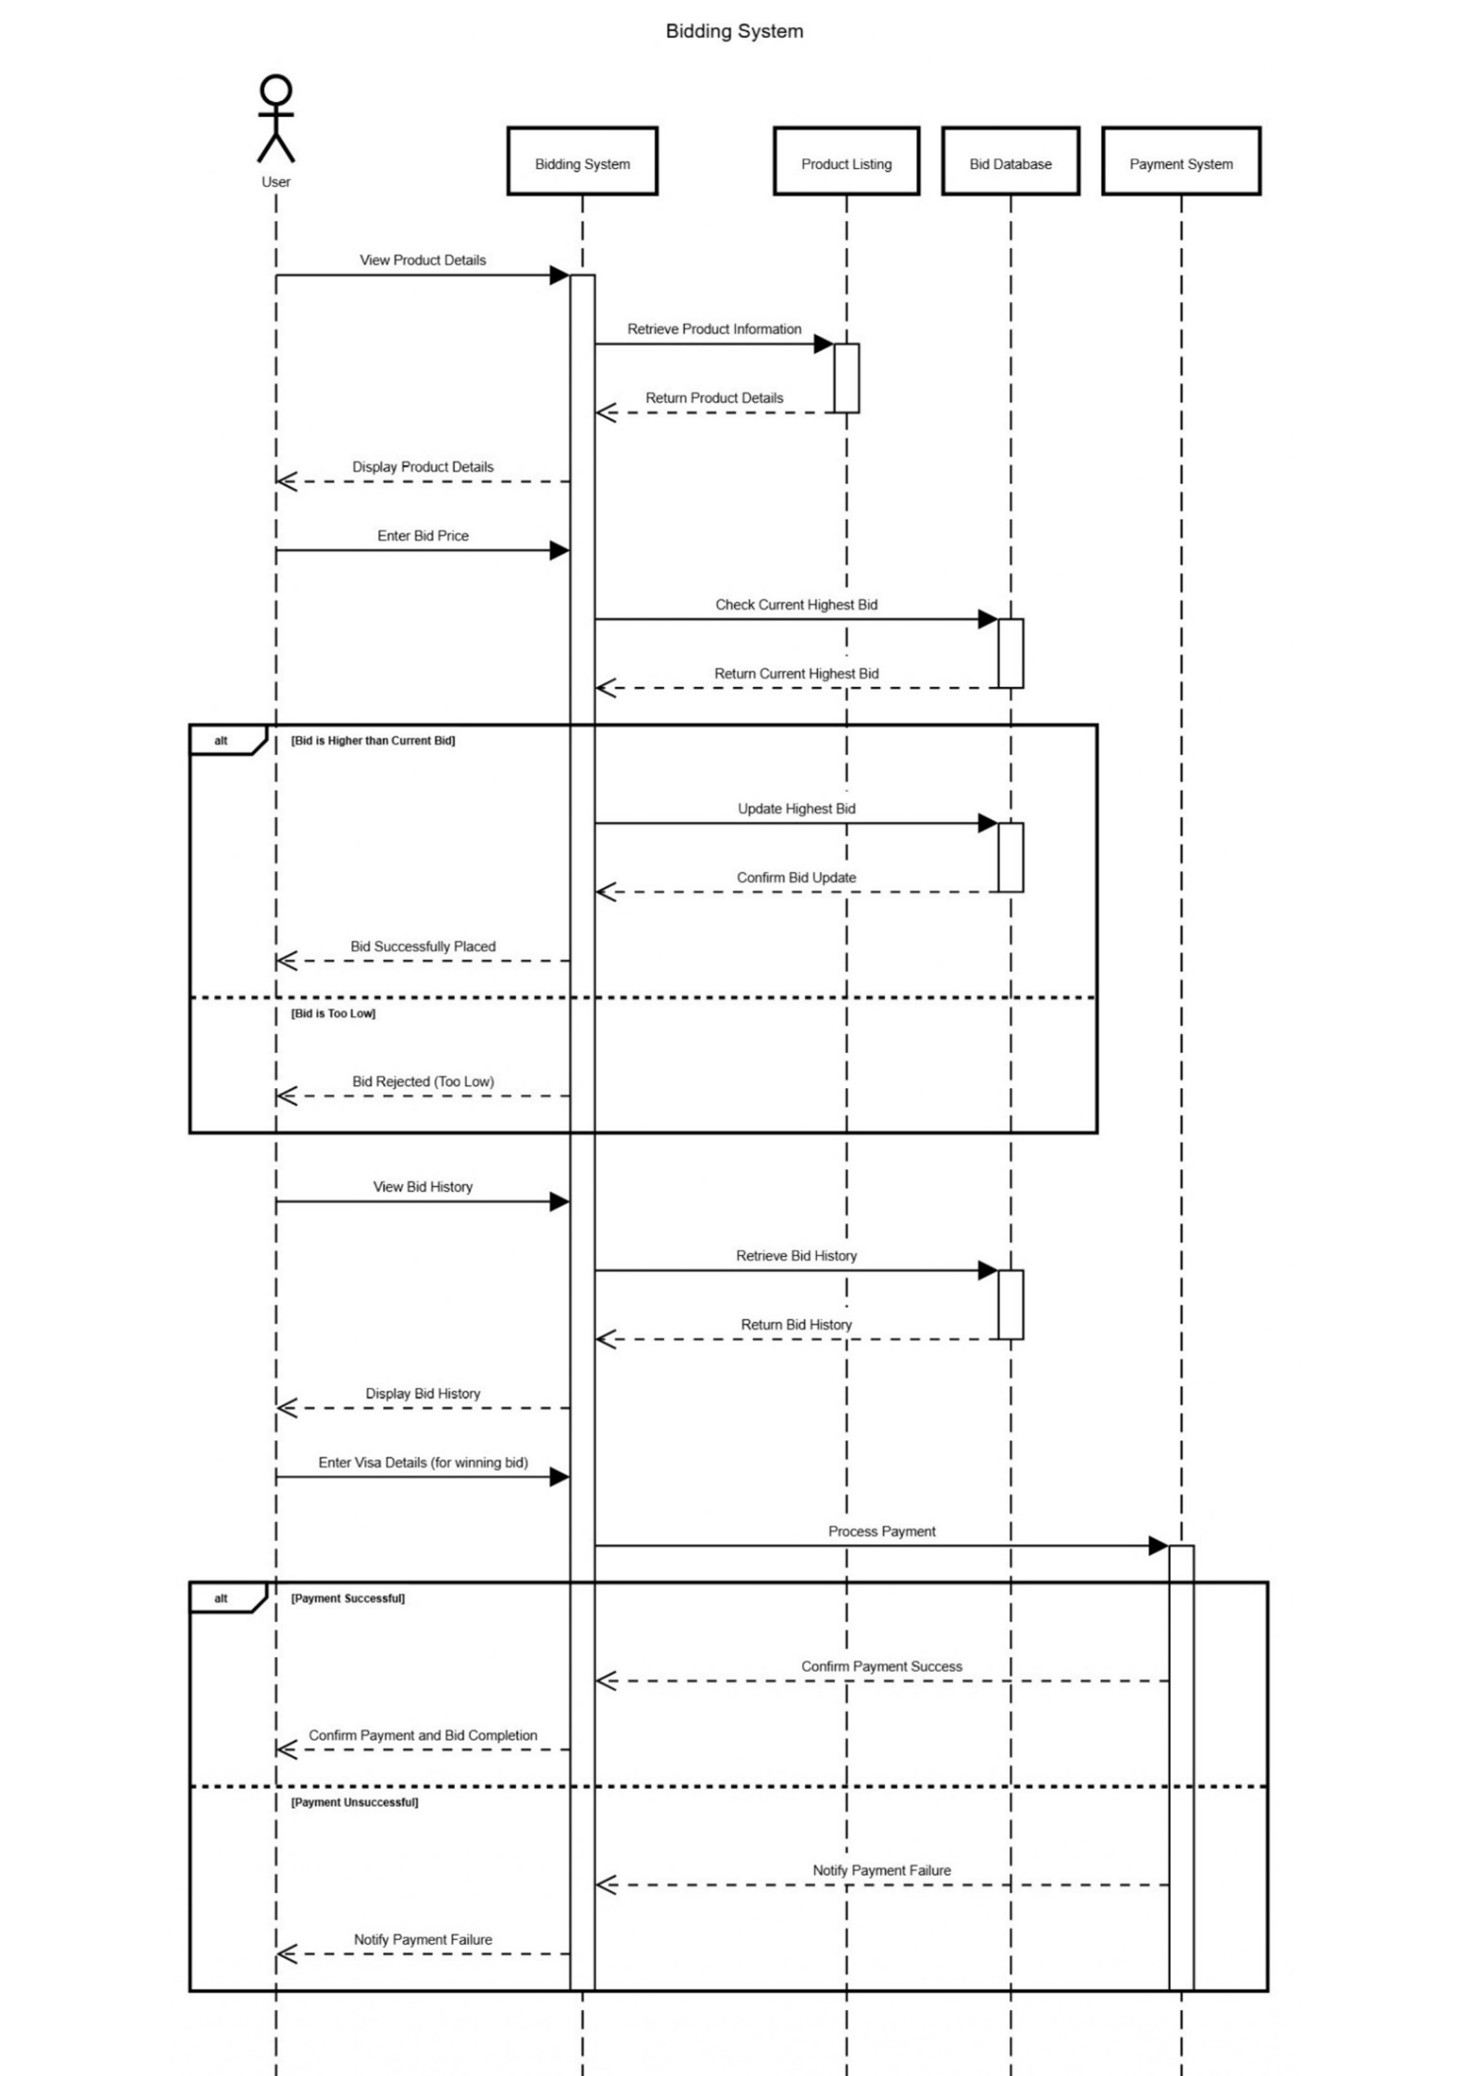 Bidding System
User
Bidding System
Product Listing
Bid Database
Payment System
View Product Details
Retrieve Product Information
Return Product Details
Display Product Details
Enter Bid Price
Check Current Highest Bid
Return Current Highest Bid
alt
[Bid is Higher than Current Bid]
Update Highest Bid
Confirm Bid Update
Bid Successfully Placed
[Bid is Too Low]
Bid Rejected (Too Low)
View Bid History
Retrieve Bid History
Return Bid History
Display Bid History
Enter Visa Details (for winning bid)
Process Payment
alt
[Payment Successful]
Confirm Payment Success
Confirm Payment and Bid Completion
[Payment Unsuccessful]
Notify Payment Failure
Notify Payment Failure